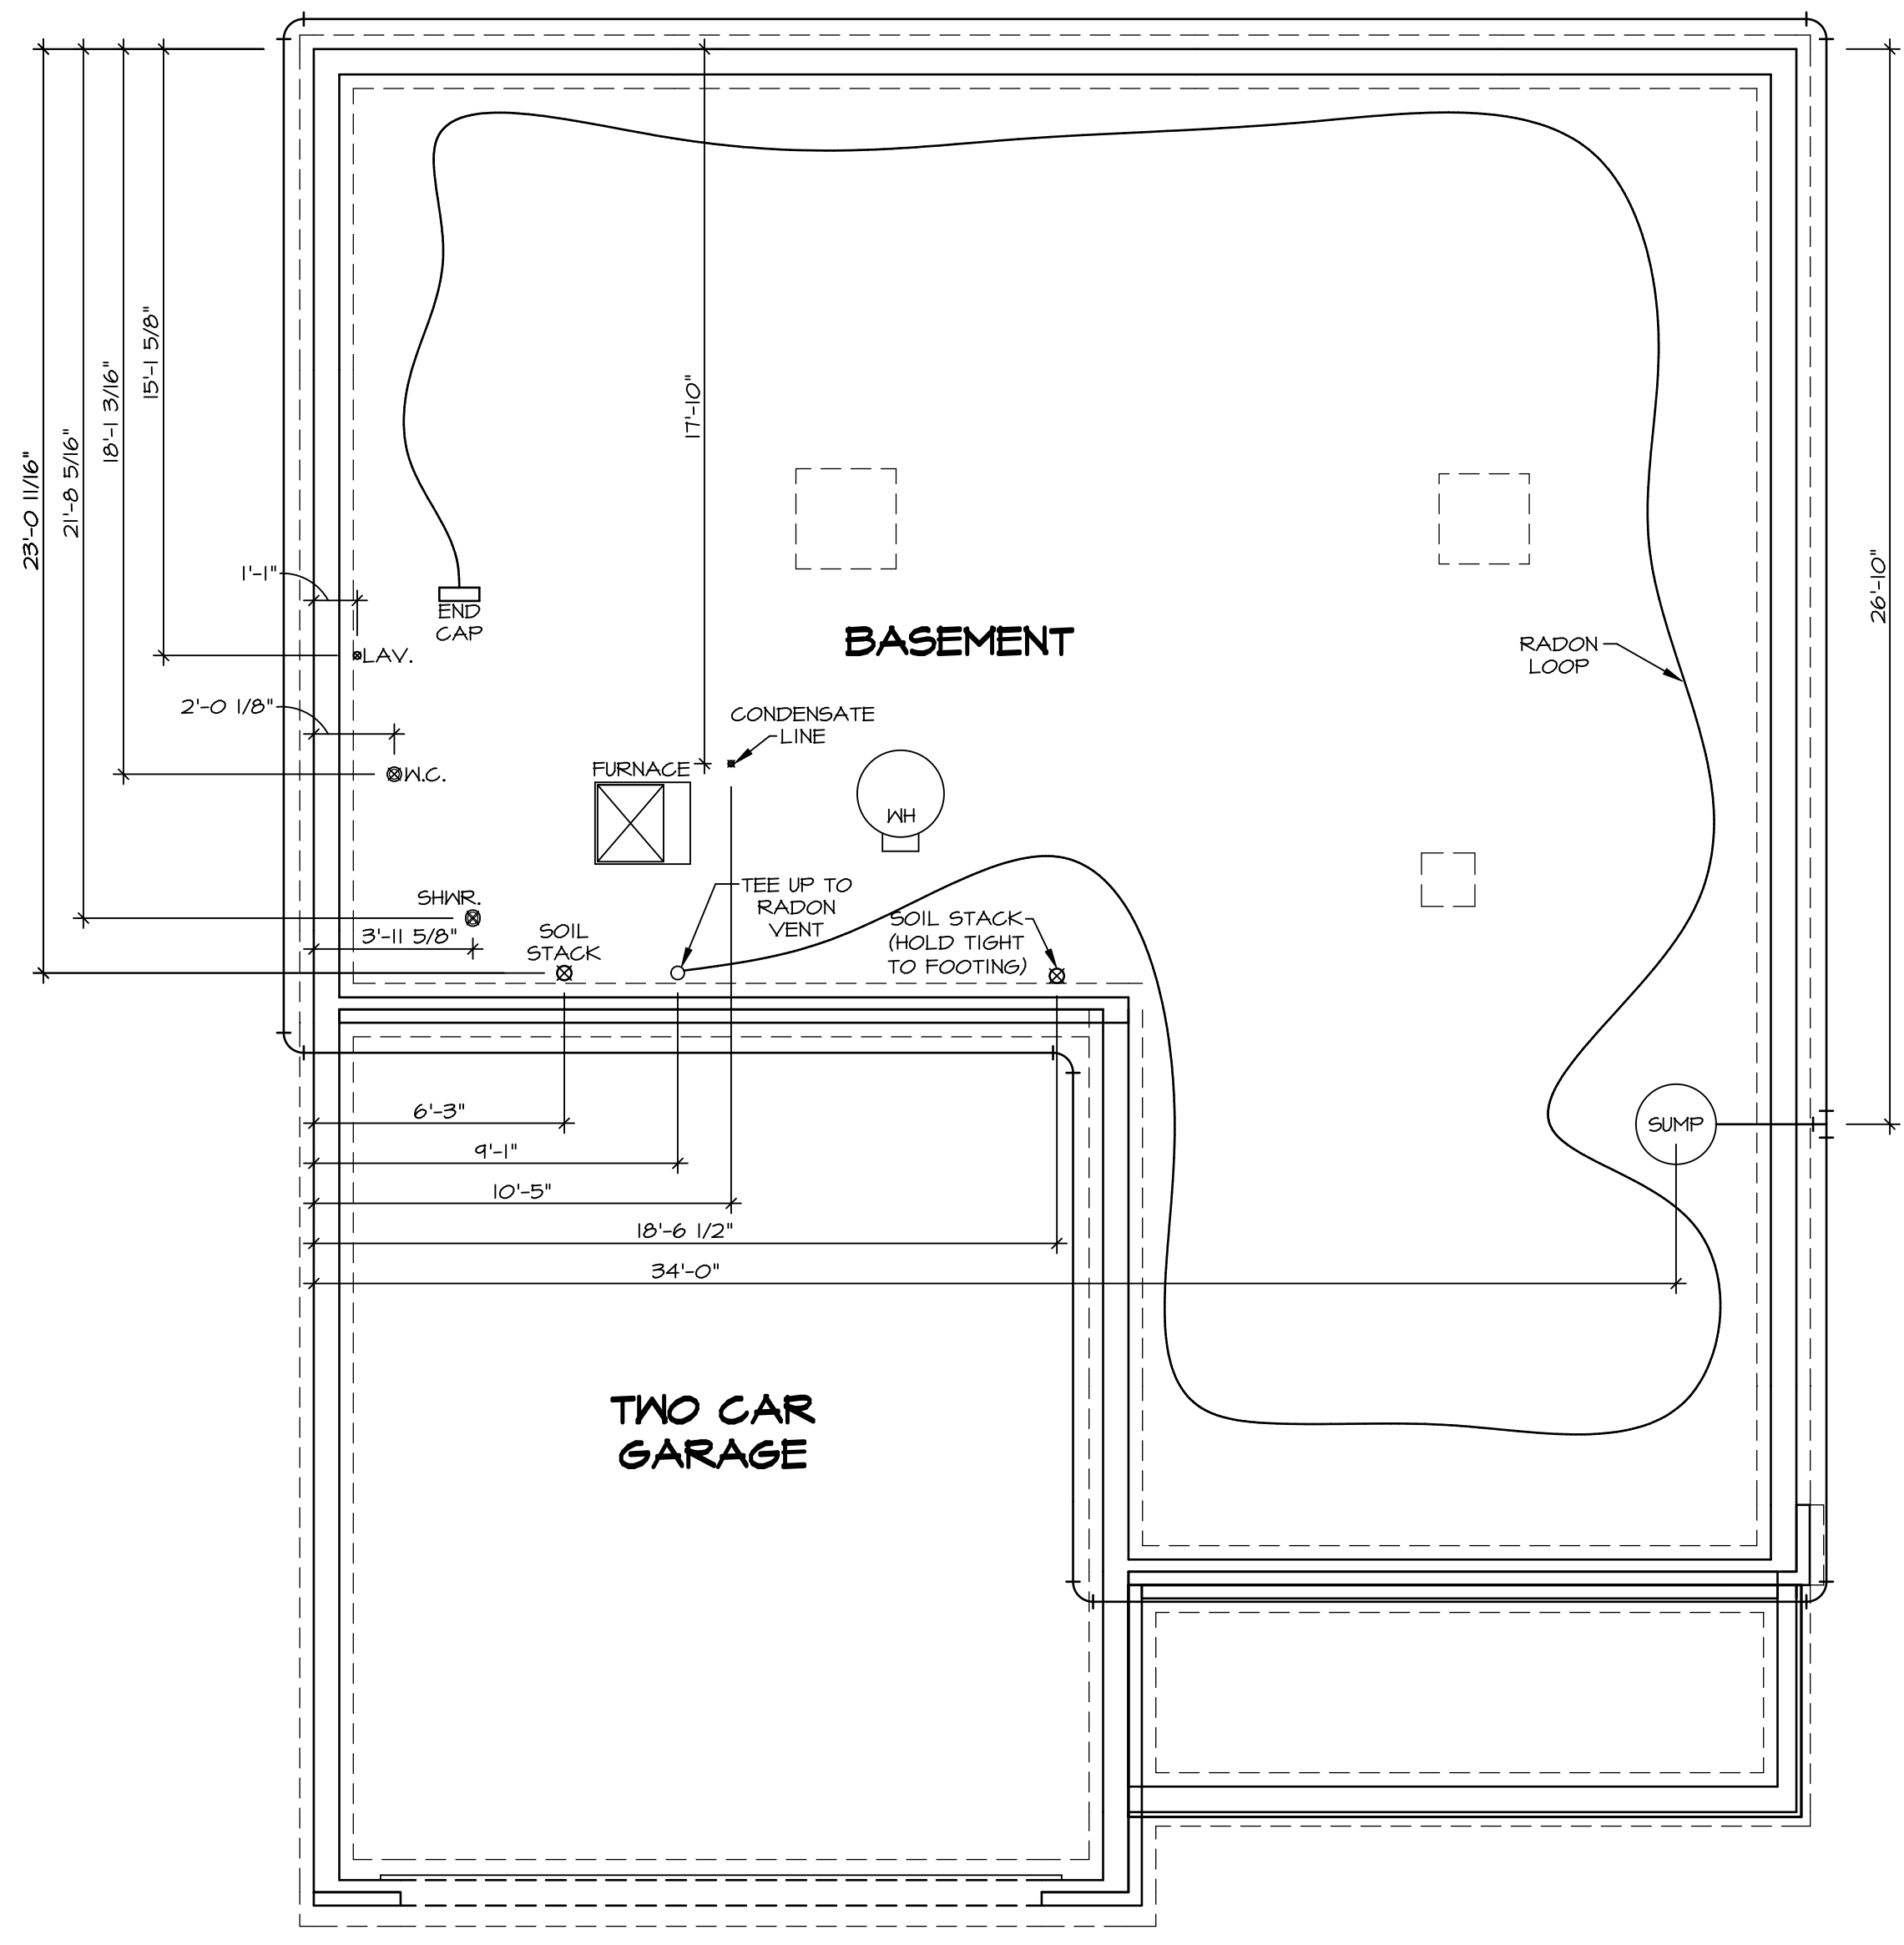 15'-1 5/8"
18'-1 3/16"
21'-8 5/16"
23'-0 11/16"
17'-10"
26'-10"
1'-1"
END
CAP
LAV.
BASEMENT
RADON
LOOP
2'-0 1/8"
CONDENSATE
LINE
W.C.
FURNACE
WH
SHWR.
3'-11 5/8"
SOIL
STACK
TEE UP TO
RADON
VENT
SOIL STACK
(HOLD TIGHT
TO FOOTING)
SUMP
6'-3"
9'-1"
10'-5"
18'-6 1/2"
34'-0"
TWO CAR
GARAGE